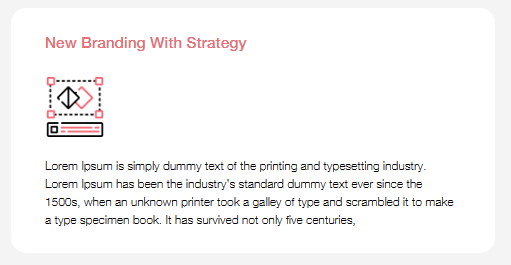 New Branding With Strategy
Lorem Ipsum is simply dummy text of the printing and typesetting industry.
Lorem Ipsum has been the industry's standard dummy text ever since the
1500s, when an unknown printer took a galley of type and scrambled it to make
a type specimen book. It has survived not only five centuries,